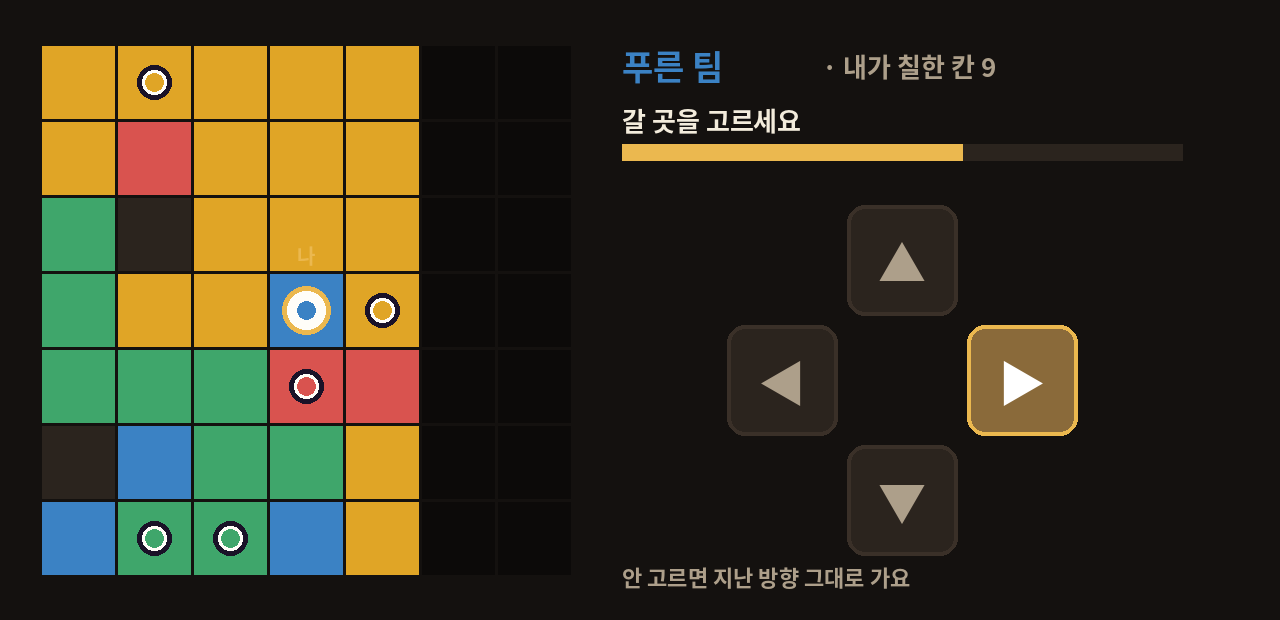 푸른 팀
· 내가 칠한 칸 9
갈 곳을 고르세요
나
안 고르면 지난 방향 그대로 가요